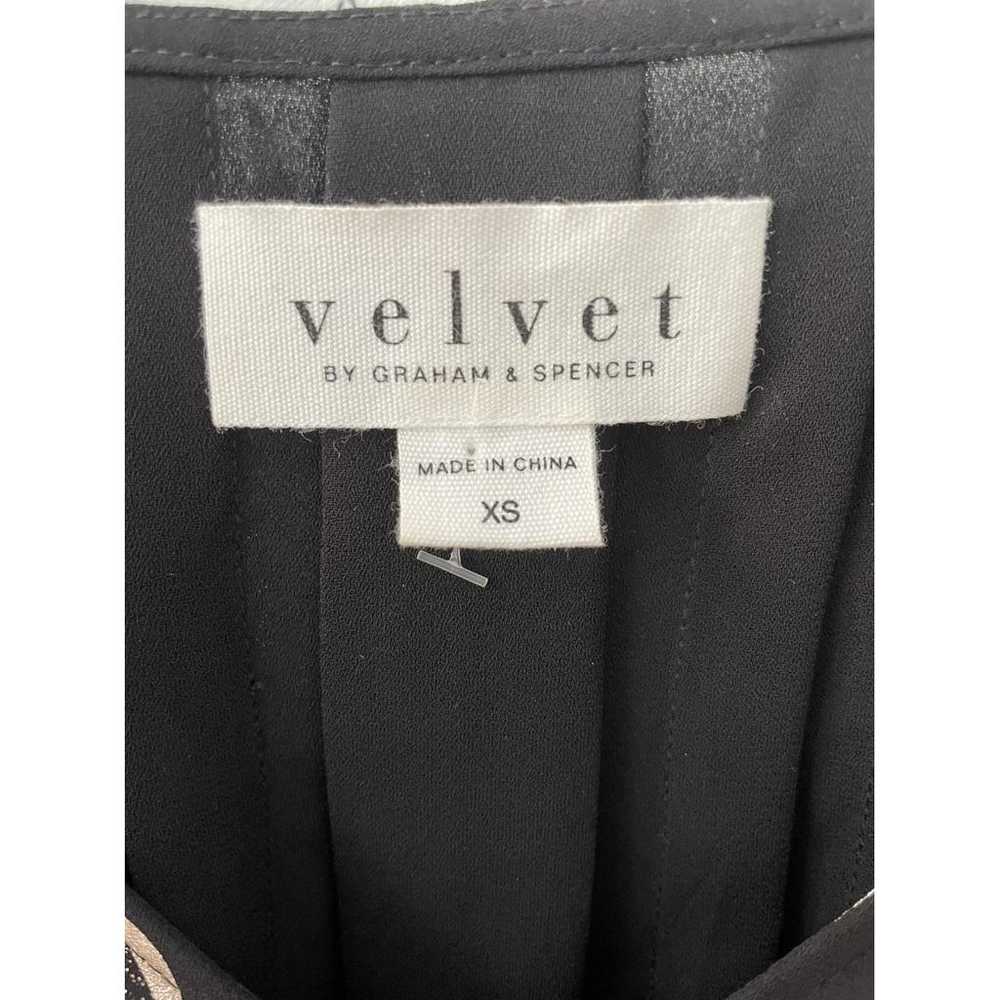 velvet
BY GRAHAM & SPENCER
MADE IN CHINA
XS